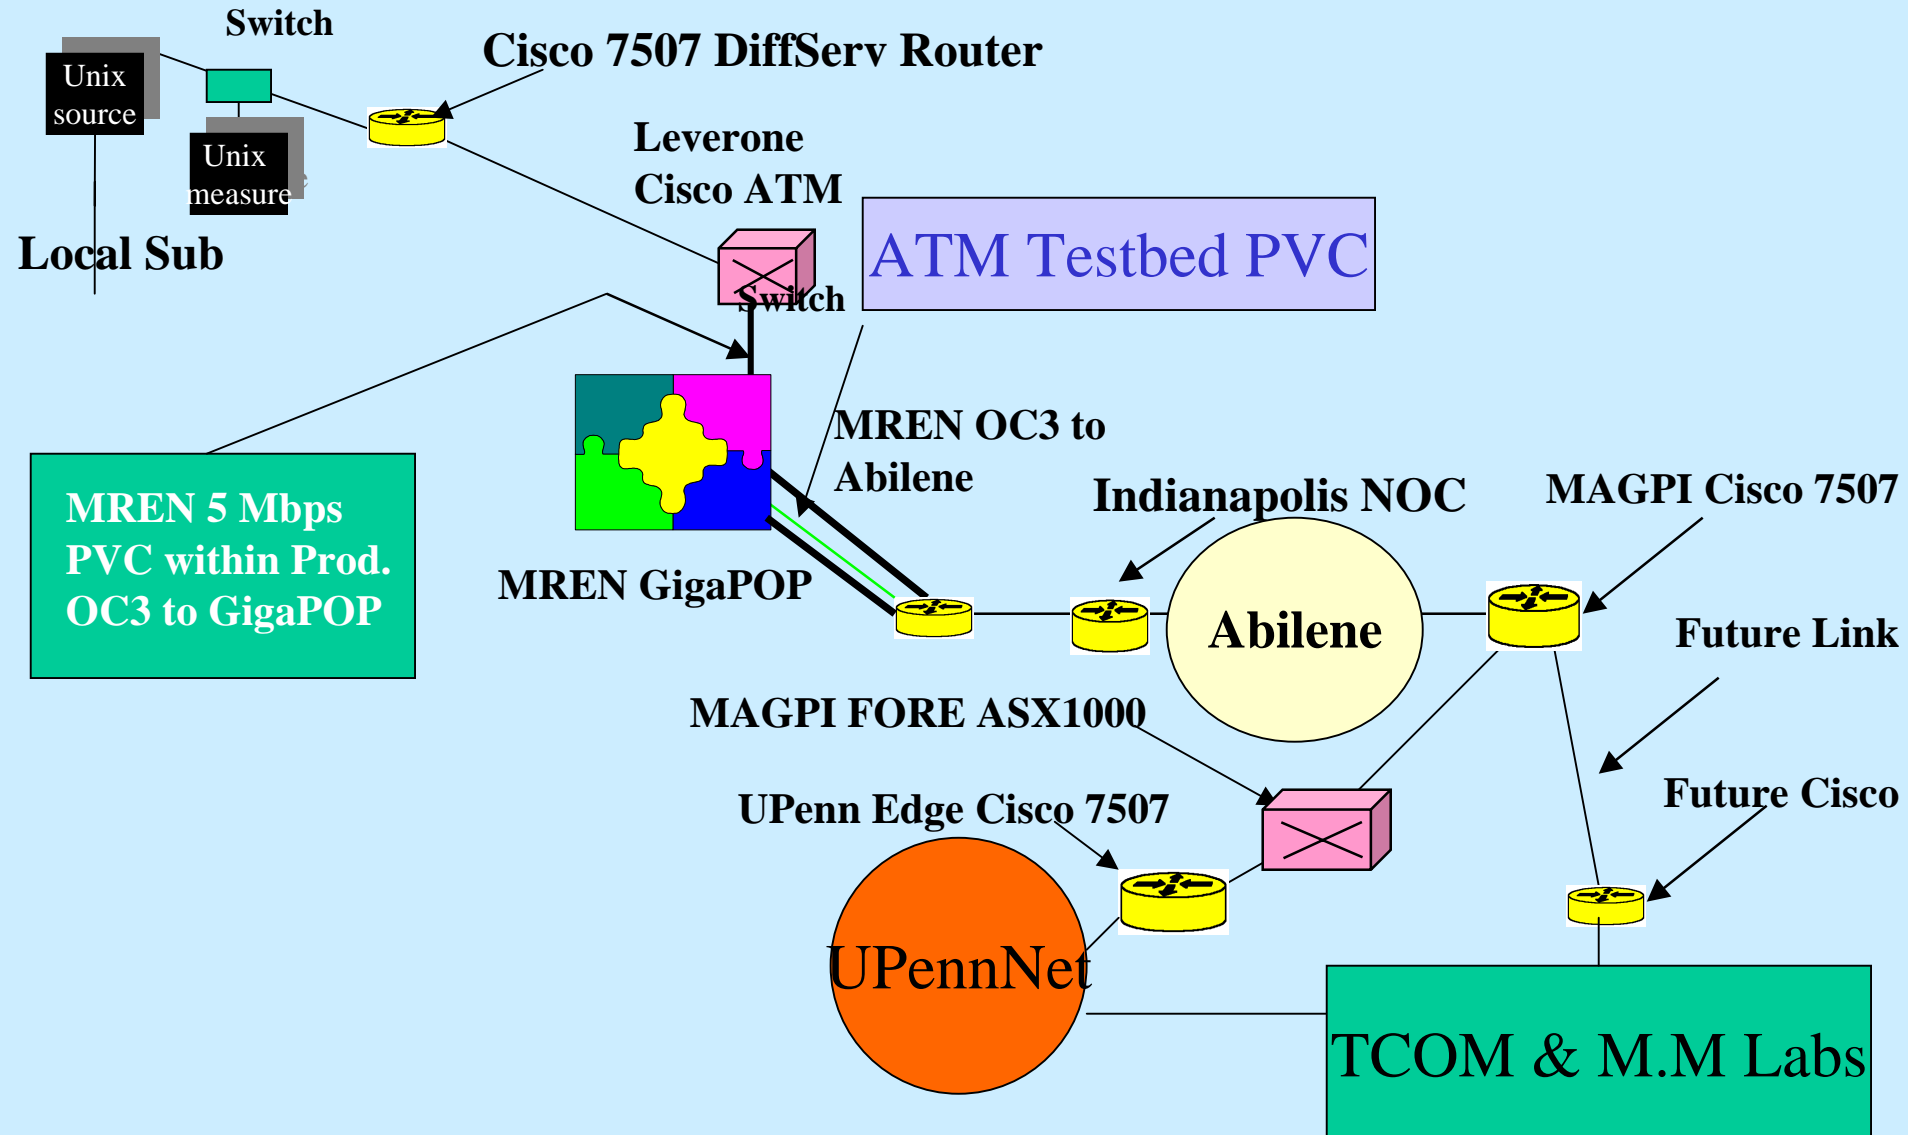 Switch
Unix
source
Cisco 7507 DiffServ Router
Unix
measure
Leverone
Cisco ATM
Switch
Local Sub
ATM Testbed PVC
MREN OC3 to
Abilene
MREN 5 Mbps
PVC within Prod.
OC3 to GigaPOP
MREN GigaPOP
Indianapolis NOC
MAGPI Cisco 7507
Abilene
Future Link
MAGPI FORE ASX1000
UPenn Edge Cisco 7507
Future Cisco
UPennNet
TCOM & M.M Labs